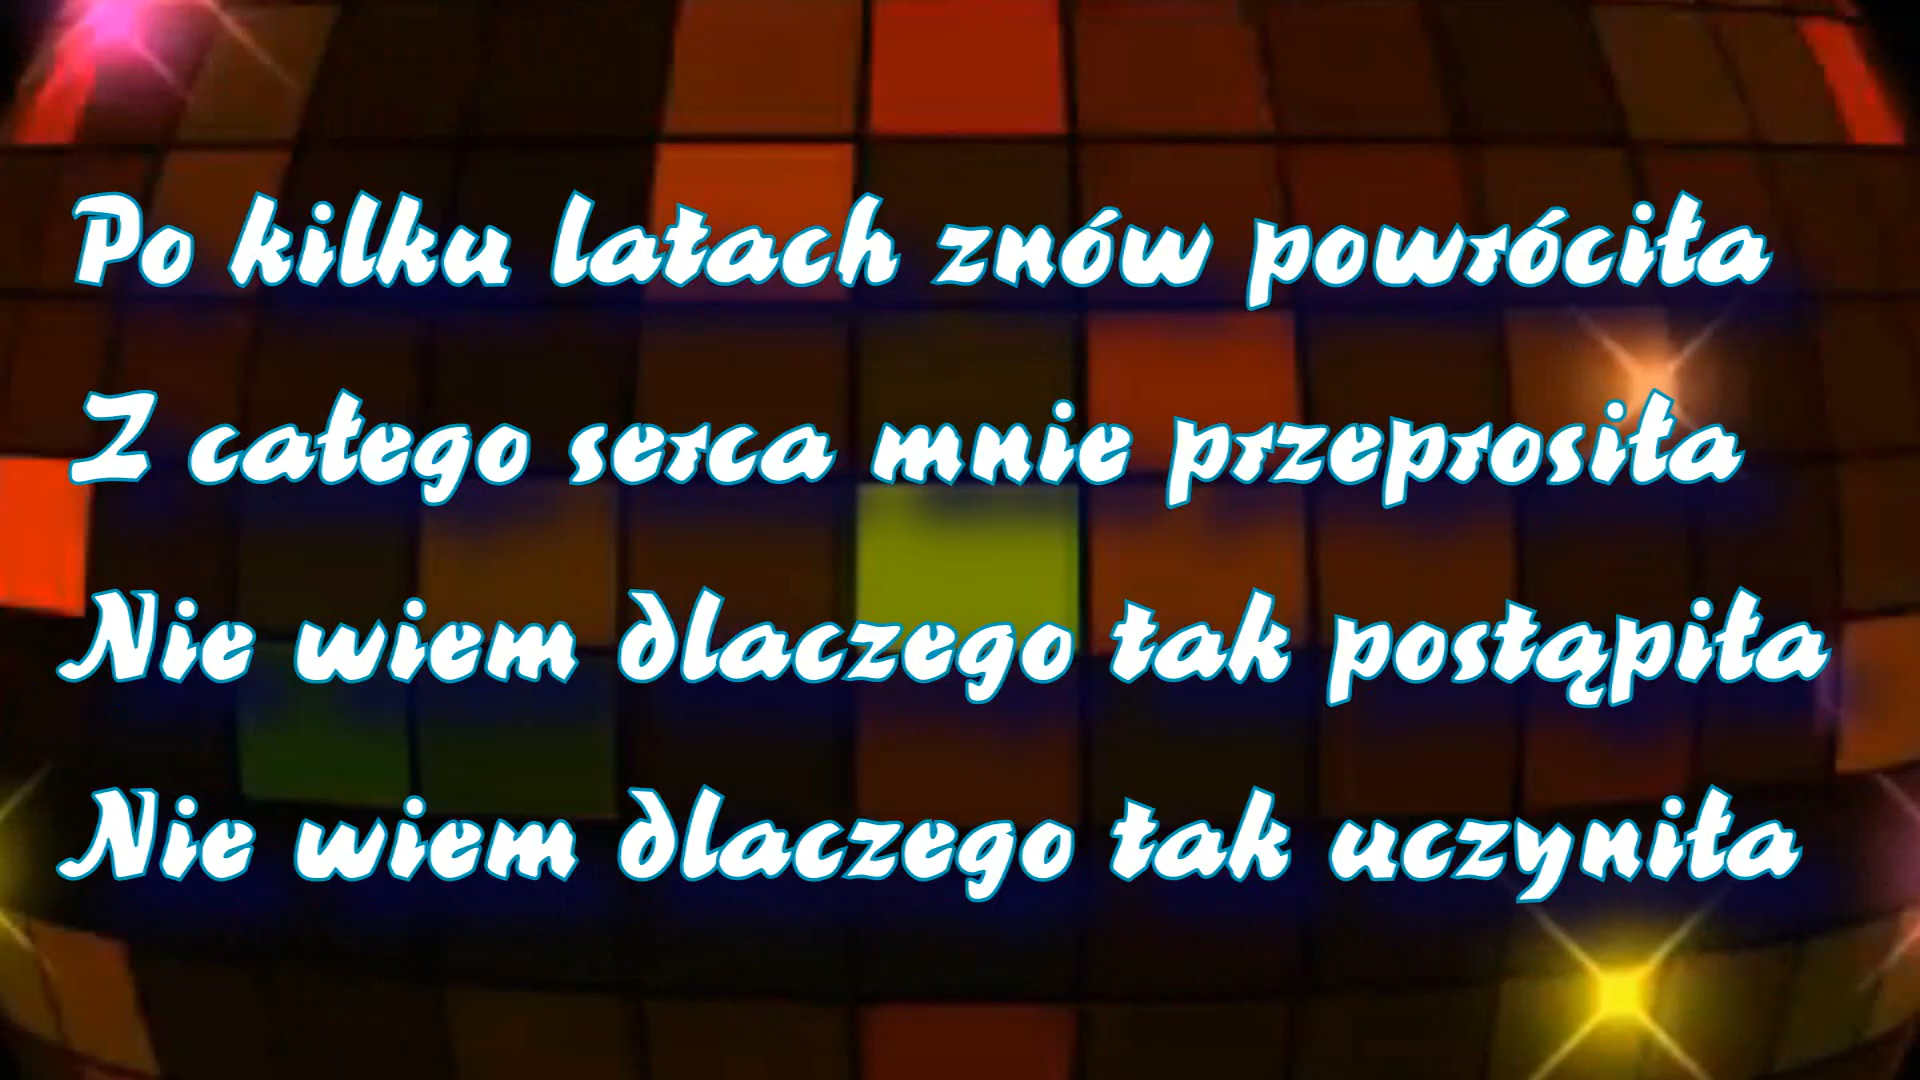 Po kilku latach znów powróciła
Z całego serca mnie przeprosiła
Nie wiem dlaczego tak postąpiła
Nie wiem dlaczego tak uczyniła